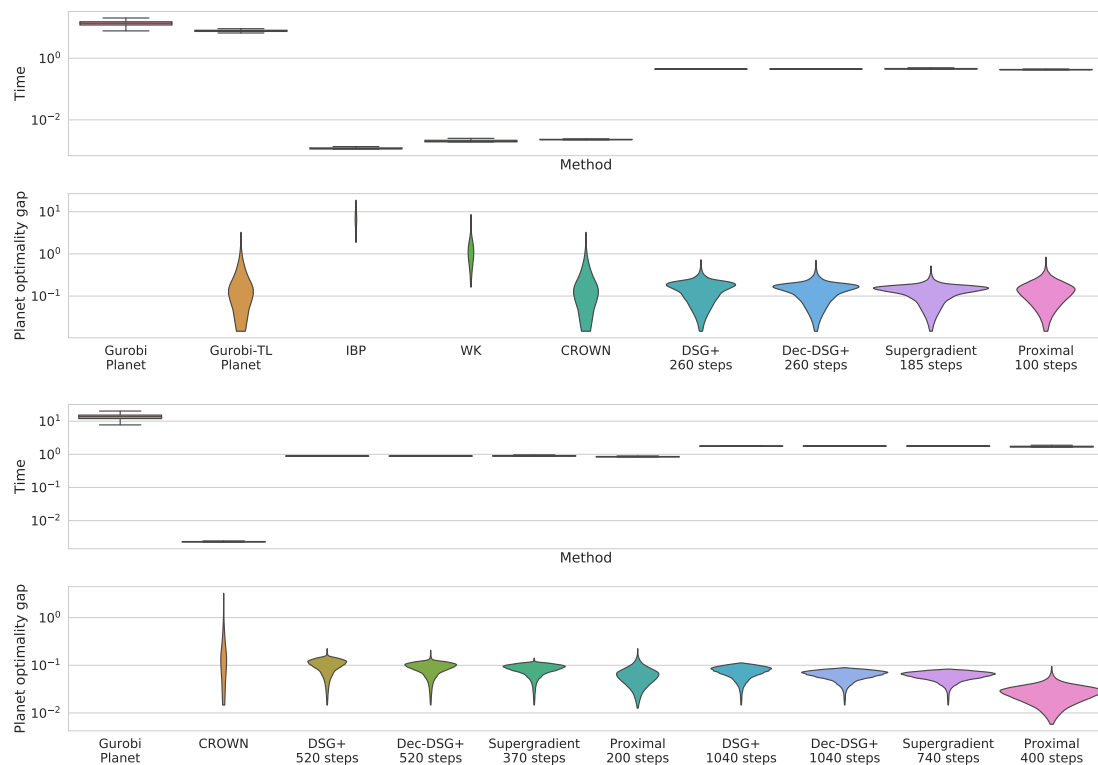 Time
10^0
10^-2
Method
Planet optimality gap
10^1
10^0
10^-1
Gurobi Planet
Gurobi-TL Planet
IBP
WK
CROWN
DSG+ 260 steps
Dec-DSG+ 260 steps
Supergradient 185 steps
Proximal 100 steps
Time
10^1
10^0
10^-1
10^-2
Method
Planet optimality gap
10^0
10^-1
10^-2
Gurobi Planet
CROWN
DSG+ 520 steps
Dec-DSG+ 520 steps
Supergradient 370 steps
Proximal 200 steps
DSG+ 1040 steps
Dec-DSG+ 1040 steps
Supergradient 740 steps
Proximal 400 steps